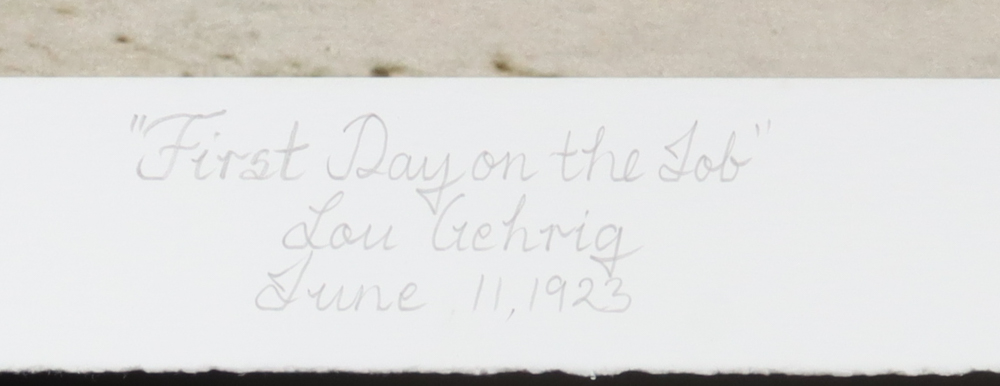 "First Day on the Job"
Lou Gehrig
June 11, 1923